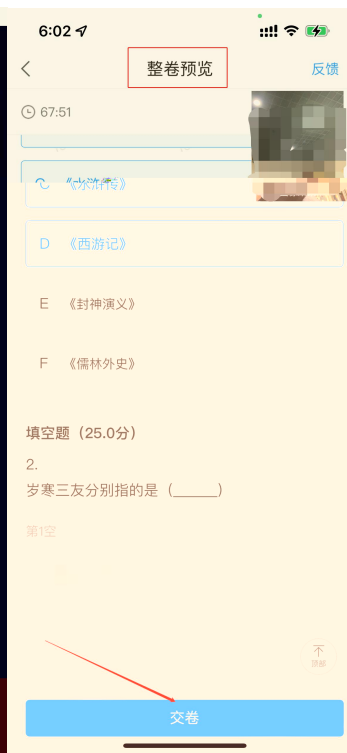 6:02
整卷预览
反馈
67:51
C 《水浒传》
D 《西游记》
E 《封神演义》
F 《儒林外史》
填空题（25.0分）
2.
岁寒三友分别指的是（______）
第1空
顶部
交卷